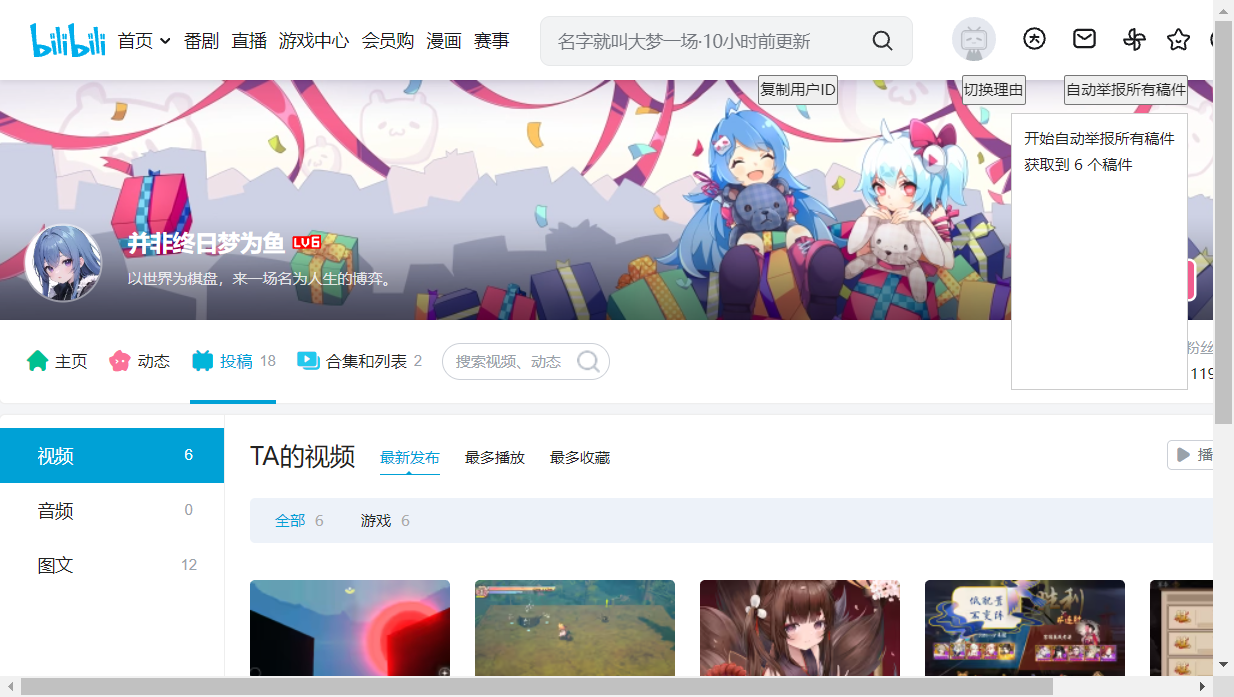 bilibili 首页 番剧 直播 游戏中心 会员购 漫画 赛事 名字就叫大梦一场·10小时前更新
复制用户ID 切换理由 自动举报所有稿件
开始自动举报所有稿件
获取到 6 个稿件
并非终日梦为鱼 LV6
以世界为棋盘，来一场名为人生的博弈。
主页 动态 投稿 18 合集和列表 2 搜索视频、动态 粉丝
119
视频 6
音频 0
图文 12
TA的视频 最新发布 最多播放 最多收藏 播
全部 6 游戏 6
胜利